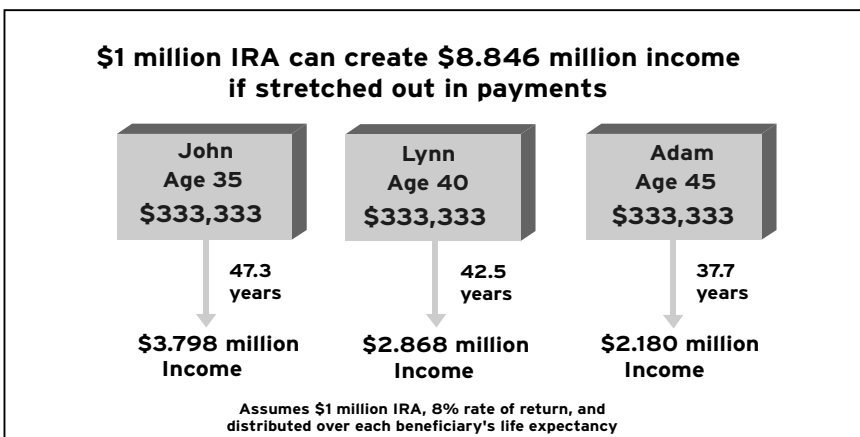 $1 million IRA can create $8.846 million income
if stretched out in payments
John
Age 35
$333,333
Lynn
Age 40
$333,333
Adam
Age 45
$333,333
47.3
years
42.5
years
37.7
years
$3.798 million
Income
$2.868 million
Income
$2.180 million
Income
Assumes $1 million IRA, 8% rate of return, and
distributed over each beneficiary's life expectancy